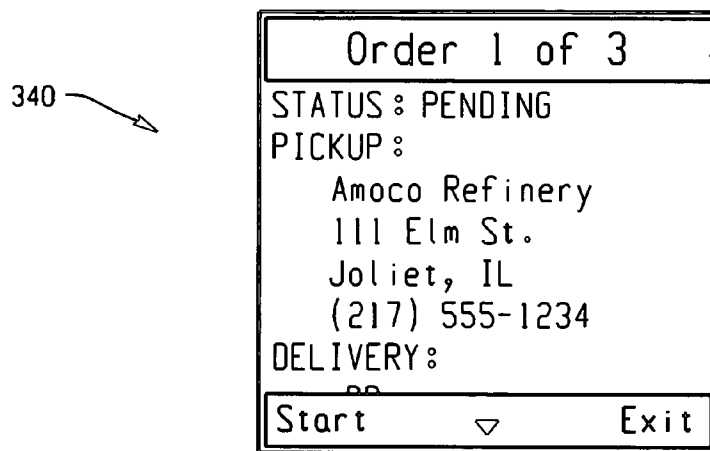 340
Order 1 of 3
STATUS: PENDING
PICKUP:
Amoco Refinery
111 Elm St.
Joliet, IL
(217) 555-1234
DELIVERY:
Start Exit